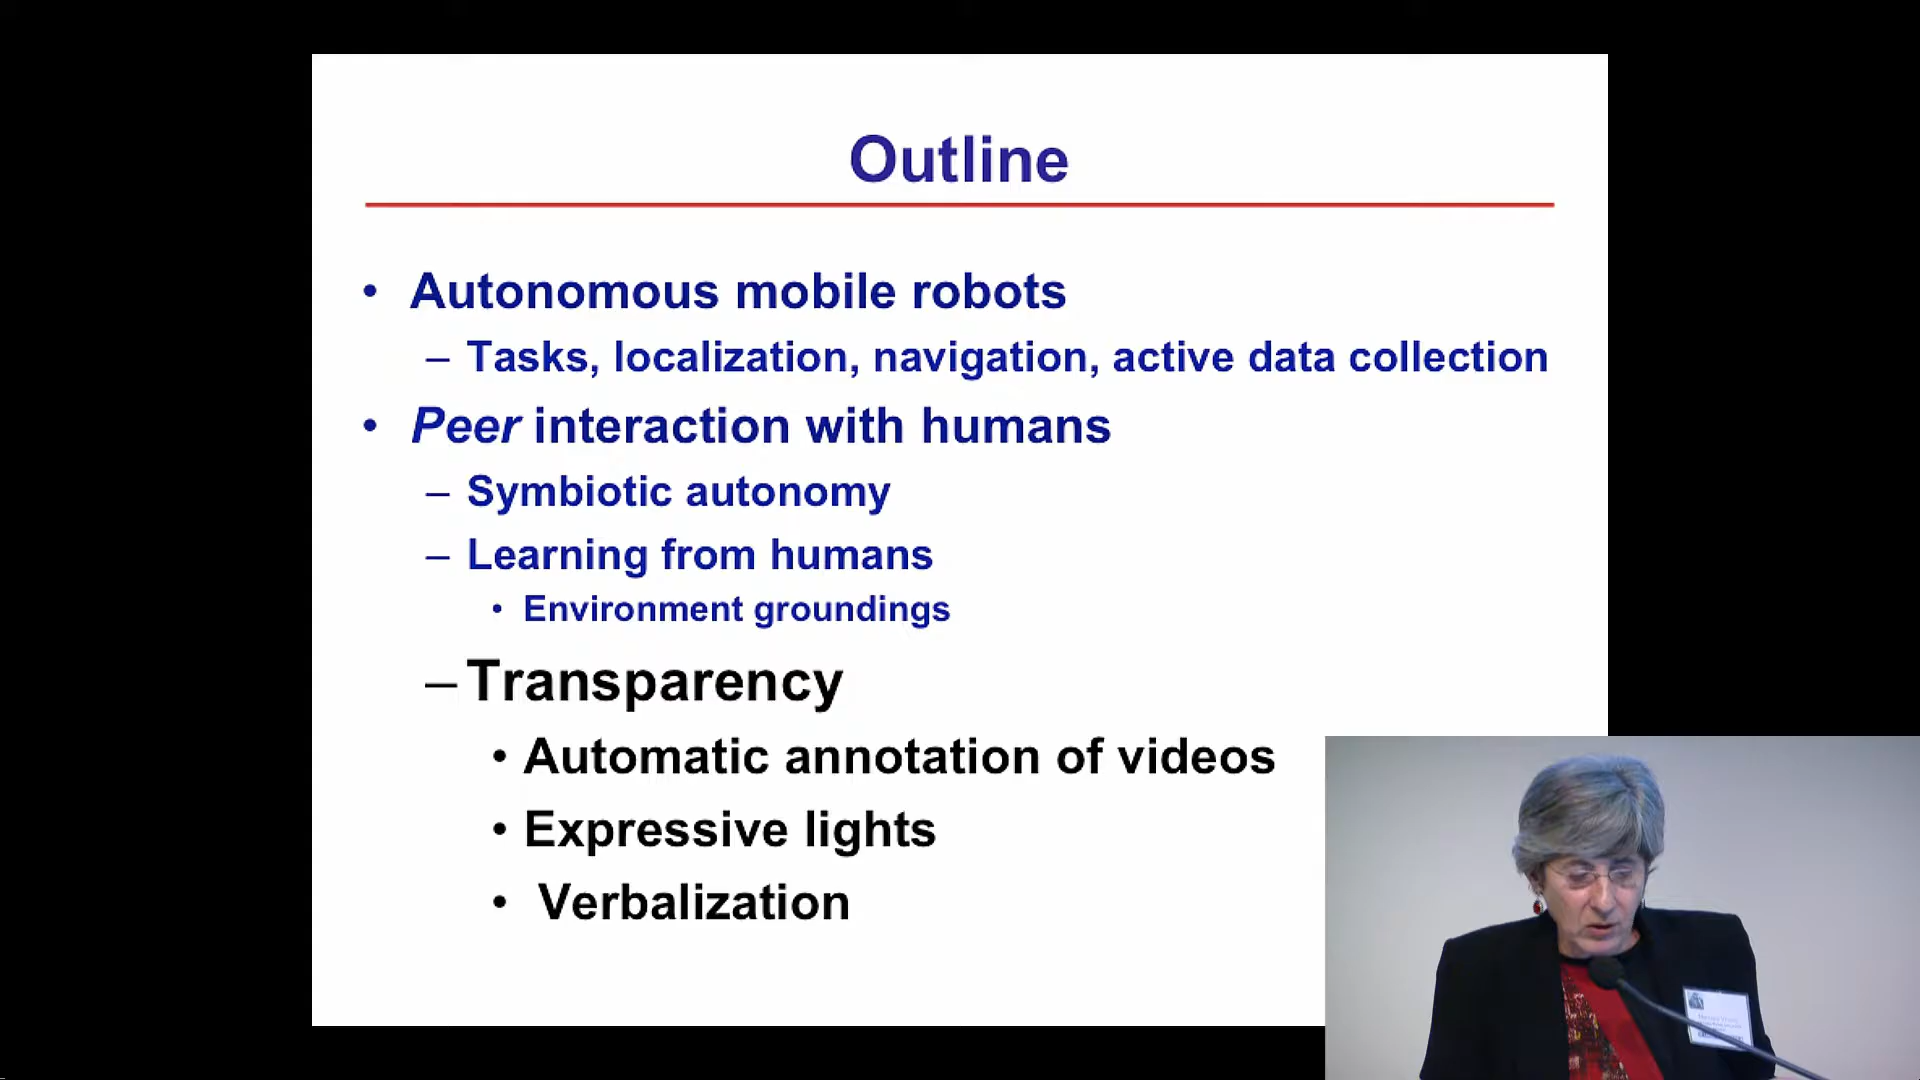 Outline
• Autonomous mobile robots
– Tasks, localization, navigation, active data collection
• Peer interaction with humans
– Symbiotic autonomy
– Learning from humans
• Environment groundings
– Transparency
• Automatic annotation of videos
• Expressive lights
• Verbalization